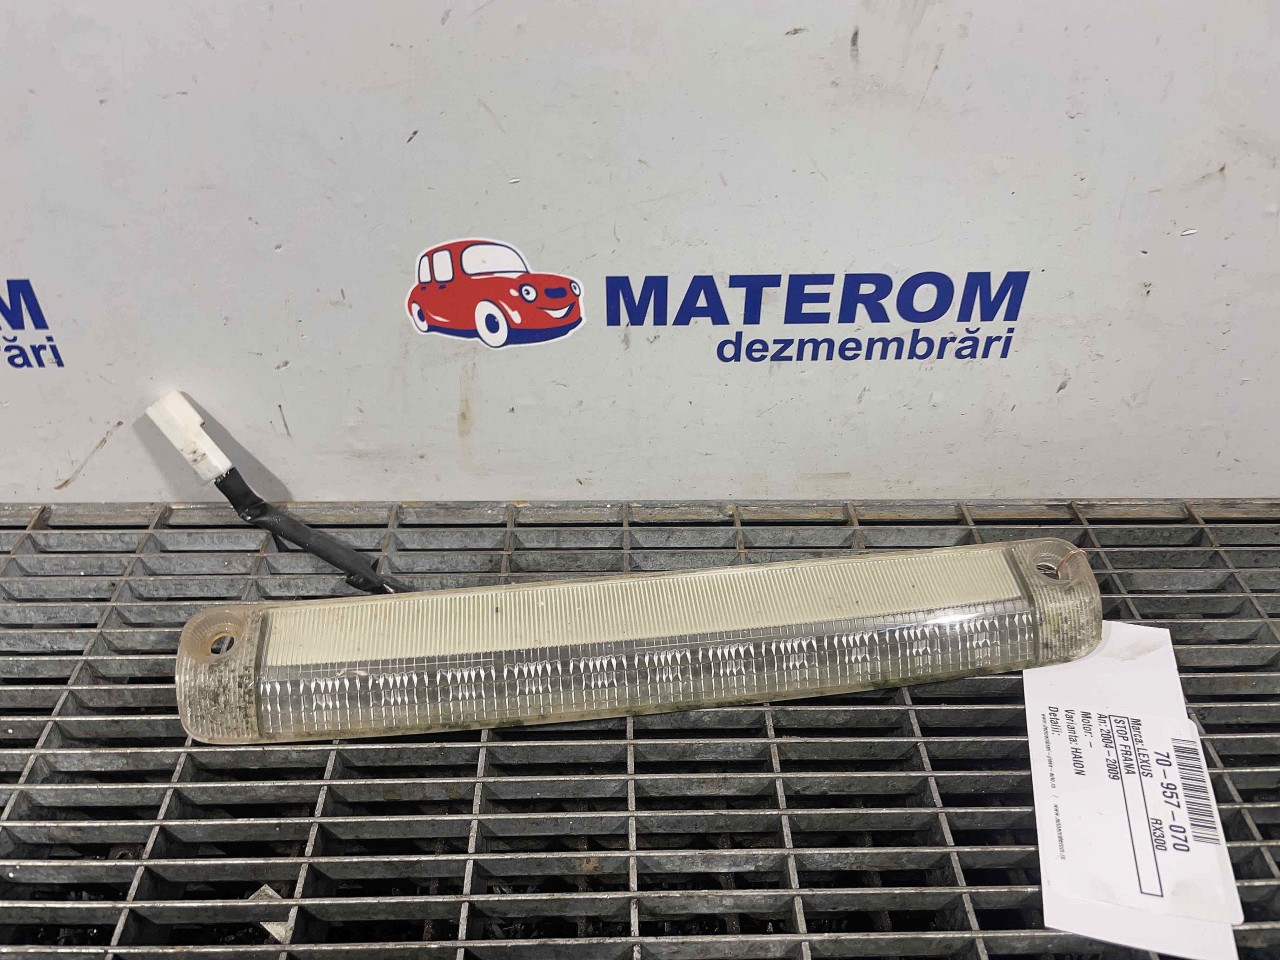 MATEROM
dezmembrări
M
ări
70-957-070
Marca: LEXUS RX300
STOP FRANA
An: 2004-2009
Motor: -
Varianta: HAION
Detalii: